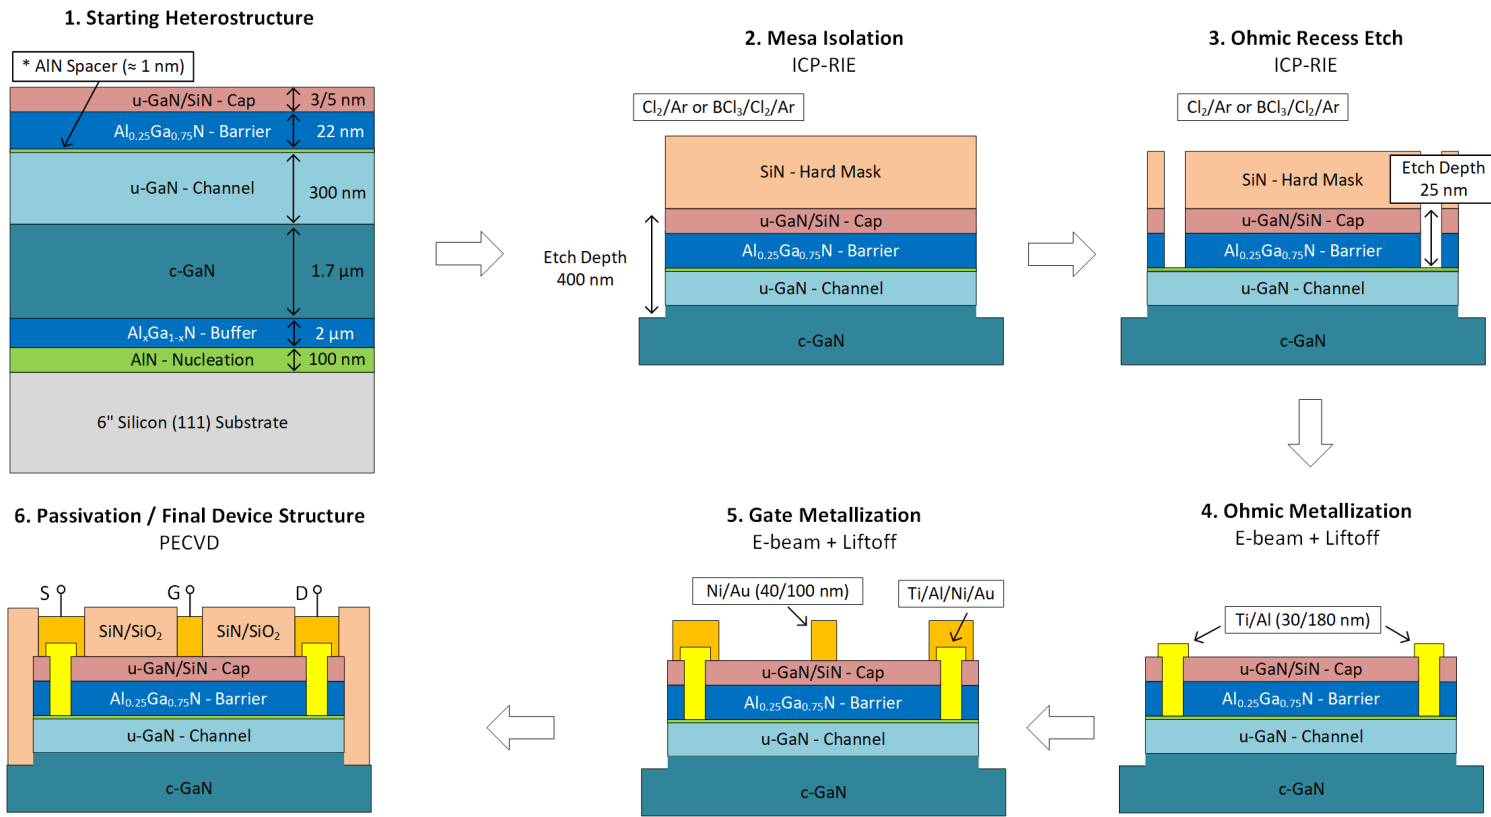 1. Starting Heterostructure
* AlN Spacer (≈ 1 nm)
u-GaN/SiN - Cap
3/5 nm
Al0.25Ga0.75N - Barrier
22 nm
u-GaN - Channel
300 nm
c-GaN
1.7 µm
AlxGa1-xN - Buffer
2 µm
AlN - Nucleation
100 nm
6" Silicon (111) Substrate
2. Mesa Isolation
ICP-RIE
Cl2/Ar or BCl3/Cl2/Ar
SiN - Hard Mask
u-GaN/SiN - Cap
Al0.25Ga0.75N - Barrier
u-GaN - Channel
c-GaN
Etch Depth
400 nm
3. Ohmic Recess Etch
ICP-RIE
Cl2/Ar or BCl3/Cl2/Ar
SiN - Hard Mask
Etch Depth
25 nm
u-GaN/SiN - Cap
Al0.25Ga0.75N - Barrier
u-GaN - Channel
c-GaN
4. Ohmic Metallization
E-beam + Liftoff
Ti/Al (30/180 nm)
u-GaN/SiN - Cap
Al0.25Ga0.75N - Barrier
u-GaN - Channel
c-GaN
5. Gate Metallization
E-beam + Liftoff
Ni/Au (40/100 nm)
Ti/Al/Ni/Au
u-GaN/SiN - Cap
Al0.25Ga0.75N - Barrier
u-GaN - Channel
c-GaN
6. Passivation / Final Device Structure
PECVD
S
G
D
SiN/SiO2
SiN/SiO2
u-GaN/SiN - Cap
Al0.25Ga0.75N - Barrier
u-GaN - Channel
c-GaN